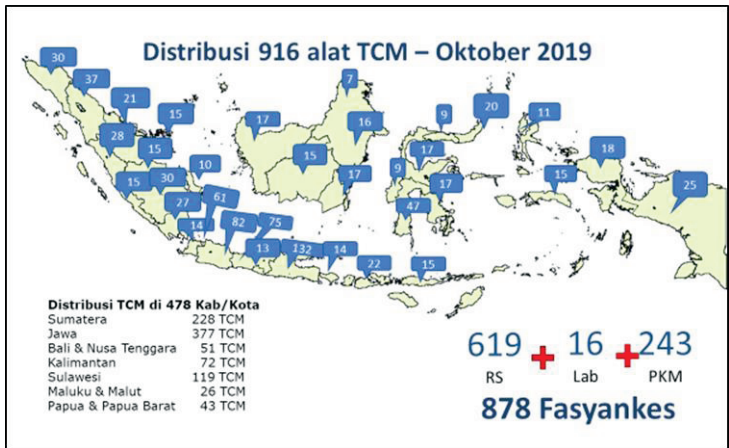 Distribusi 916 alat TCM – Oktober 2019
30
37
7
21
20
9
11
15
17
16
28
17
18
15
15
9
10
17
15
25
15
30
17
61
27
47
82
75
14
13
132
14
22
15
Distribusi TCM di 478 Kab/Kota
Sumatera 228 TCM
Jawa 377 TCM
Bali & Nusa Tenggara 51 TCM
Kalimantan 72 TCM
Sulawesi 119 TCM
Maluku & Malut 26 TCM
Papua & Papua Barat 43 TCM
619 + 16 + 243
RS Lab PKM
878 Fasyankes